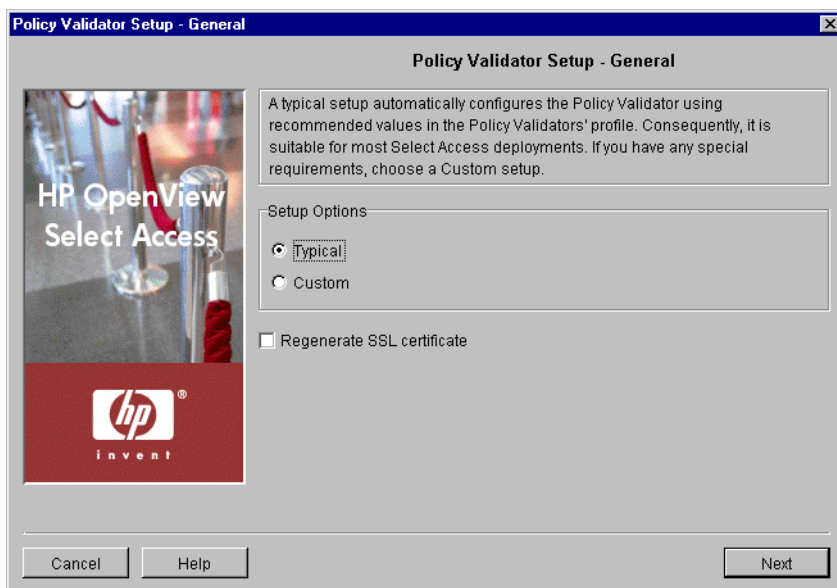 Policy Validator Setup - General
Policy Validator Setup - General
A typical setup automatically configures the Policy Validator using
recommended values in the Policy Validators' profile. Consequently, it is
suitable for most Select Access deployments. If you have any special
requirements, choose a Custom setup.
HP OpenView
Select Access
Setup Options
Typical
Custom
Regenerate SSL certificate
hp
®
invent
Cancel
Help
Next